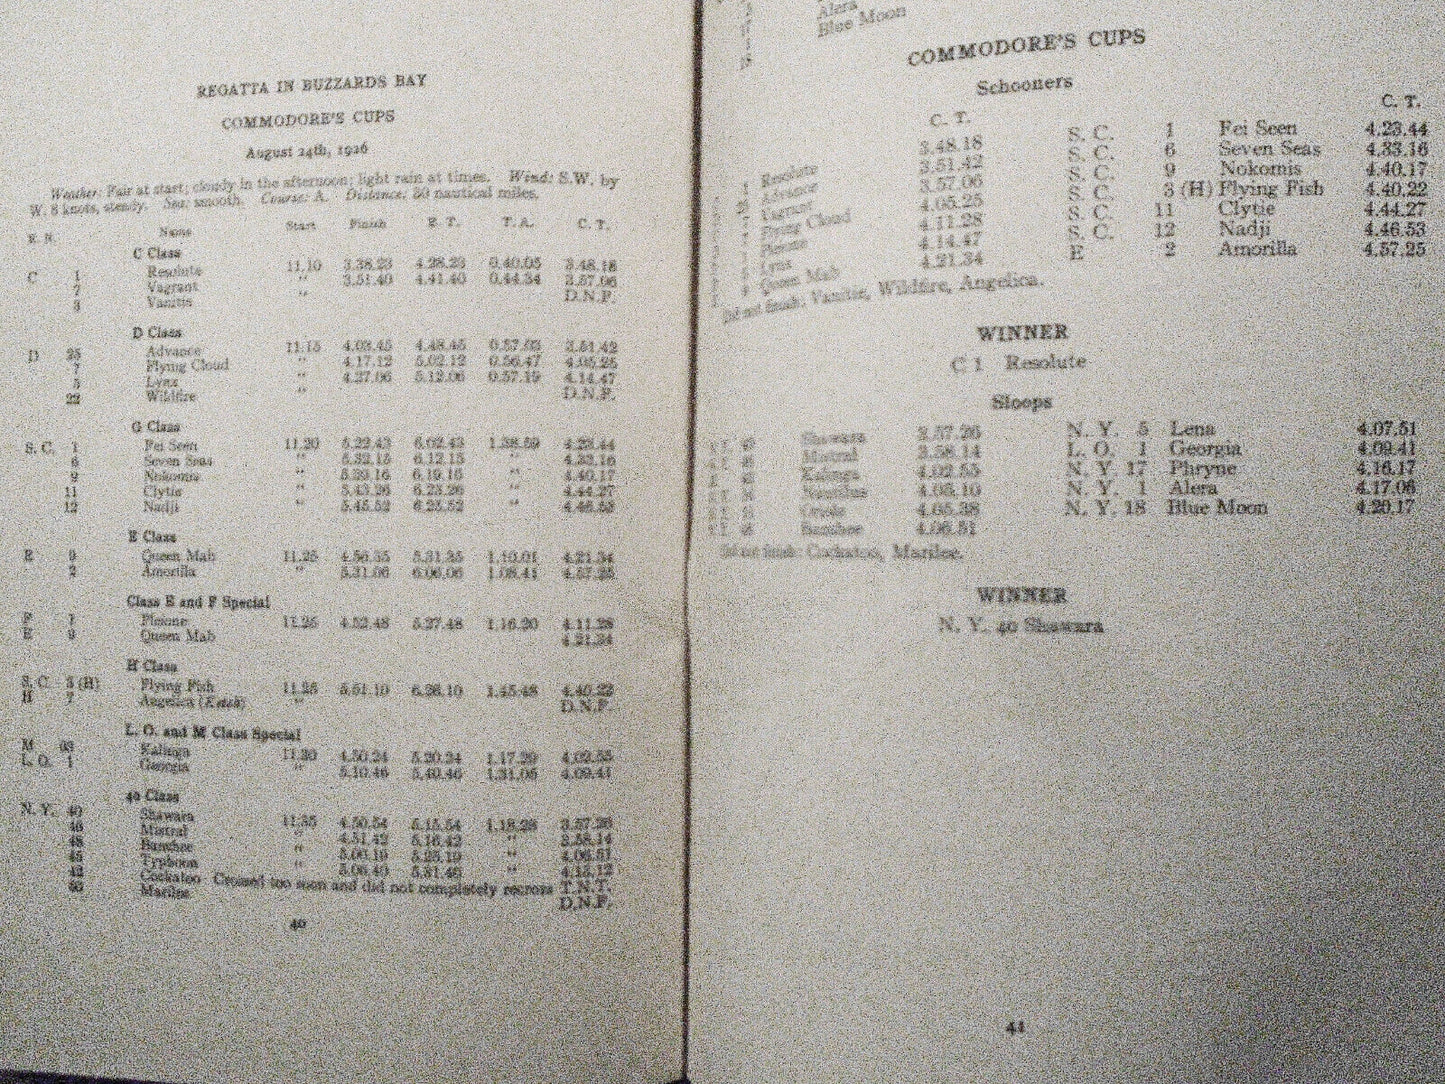 REGATTA IN BUZZARDS BAY
COMMODORE'S CUPS
August 24th, 1926
Weather: Fair at start; cloudy in the afternoon; light rain at times. Wind: S.W. by
W. 8 knots, steady. Sea: smooth. Course: A. Distance: 30 nautical miles.
Name Start Finish E. T. T. A. C. T.
C Class
C 1 Resolute 11.10 3.38.23 4.28.23 0.40.05 3.48.18
7 Vagrant " 3.51.40 4.41.40 0.44.34 3.57.06
3 Vanitie " D.N.F.
D Class
D 25 Advance 11.15 4.03.45 4.48.45 0.57.03 3.51.42
7 Flying Cloud " 4.17.12 5.02.12 0.56.47 4.05.25
5 Lynx " 4.27.06 5.12.06 0.57.19 4.14.47
22 Wildfire " D.N.F.
G Class
S. C. 1 Fei Seen 11.20 5.22.43 6.02.43 1.38.59 4.23.44
6 Seven Seas " 5.32.15 6.12.15 4.33.16
9 Nokomis " 5.39.16 6.19.16 " 4.40.17
11 Clytie " 5.43.26 6.23.26 " 4.44.27
12 Nadji " 5.45.52 6.25.52 " 4.46.53
E Class
E 9 Queen Mab 11.25 4.56.35 5.31.35 1.10.01 4.21.34
2 Amorilla " 5.31.06 6.06.06 1.08.41 4.57.25
Class E and F Special
F 1 Pleione 11.25 4.52.48 5.27.48 1.16.20 4.11.28
E 9 Queen Mab 4.21.34
H Class
S. C. 3 (H) Flying Fish 11.25 5.51.10 6.26.10 1.45.48 4.40.22
H 7 Angelica (Ketch) " D.N.F.
L. O. and M Class Special
M Kalinga 11.30 4.50.24 5.20.24 1.17.29 4.02.55
L. O. 1 Georgia " 5.10.46 5.40.46 1.31.05 4.09.41
40 Class
N. Y. 40 Shawara 11.35 4.50.54 5.15.54 1.18.28 3.57.26
46 Mistral " 4.51.42 5.16.42 " 3.58.14
48 Banshee " 5.00.19 5.25.19 " 4.06.51
45 Typhoon " 5.06.40 5.31.40 " 4.13.12
42 Cockatoo Crossed too soon and did not completely recross T.N.T.
50 Marilee D.N.F.
40
Alera
18 Blue Moon
COMMODORE'S CUPS
Schooners
C. T. C. T.
1 Resolute 3.48.18 S. C. 1 Fei Seen 4.23.44
25 Advance 3.51.42 S. C. 6 Seven Seas 4.33.16
Vagrant 3.57.06 S. C. 9 Nokomis 4.40.17
7 Flying Cloud 4.05.25 S. C. 3 (H) Flying Fish 4.40.22
Pleione 4.11.28 S. C. 11 Clytie 4.44.27
Lynx 4.14.47 S. C. 12 Nadji 4.46.53
9 Queen Mab 4.21.34 E 2 Amorilla 4.57.25
Did not finish: Vanitie, Wildfire, Angelica.
WINNER
C 1 Resolute
Sloops
Shawara 3.57.26 N. Y. 5 Lena 4.07.51
Mistral 3.58.14 L. O. 1 Georgia 4.09.41
Kalinga 4.02.55 N. Y. 17 Phryne 4.16.17
Nautilus 4.05.10 N. Y. 1 Alera 4.17.06
Oriole 4.05.38 N. Y. 18 Blue Moon 4.20.17
Banshee 4.06.51
Did not finish: Cockatoo, Marilee.
WINNER
N. Y. 40 Shawara
41